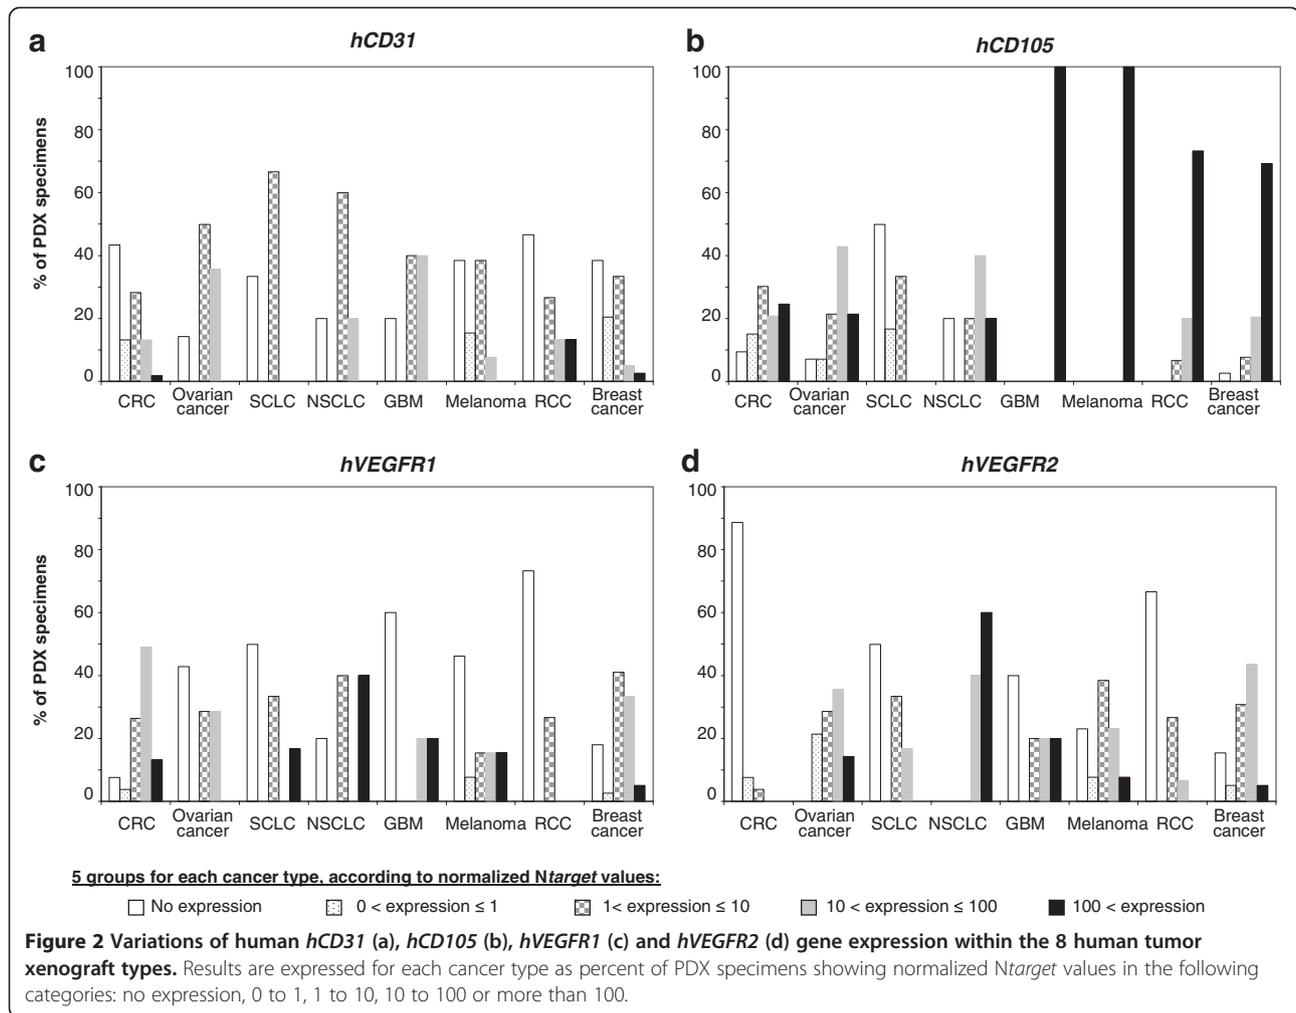 a
hCD31
% of PDX specimens
100
80
60
40
20
0
CRC
Ovarian
cancer
SCLC
NSCLC
GBM
Melanoma
RCC
Breast
cancer
b
hCD105
100
80
60
40
20
0
CRC
Ovarian
cancer
SCLC
NSCLC
GBM
Melanoma
RCC
Breast
cancer
c
hVEGFR1
% of PDX specimens
100
80
60
40
20
0
CRC
Ovarian
cancer
SCLC
NSCLC
GBM
Melanoma
RCC
Breast
cancer
d
hVEGFR2
100
80
60
40
20
0
CRC
Ovarian
cancer
SCLC
NSCLC
GBM
Melanoma
RCC
Breast
cancer
5 groups for each cancer type, according to normalized Ntarget values:
No expression
0 < expression ≤ 1
1< expression ≤ 10
10 < expression ≤ 100
100 < expression
Figure 2 Variations of human hCD31 (a), hCD105 (b), hVEGFR1 (c) and hVEGFR2 (d) gene expression within the 8 human tumor
xenograft types. Results are expressed for each cancer type as percent of PDX specimens showing normalized Ntarget values in the following
categories: no expression, 0 to 1, 1 to 10, 10 to 100 or more than 100.